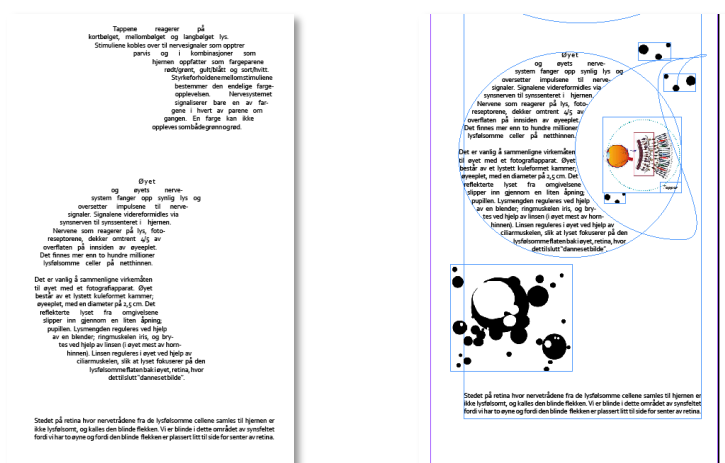 Tappene reagerer på
kortbølget, mellombølget og langbølget lys.
Stimuliene kobles over til nervesignaler som opptrer
parvis og i kombinasjoner som
hjernen oppfatter som fargeparene
rødt/grønt, gult/blått og sort/hvitt.
Styrkeforholdene mellom stimuliene
bestemmer den endelige farge-
opplevelsen. Nervesystemet
signaliserer bare en av far-
gene i hvert av parene om
gangen. En farge kan ikke
oppleves som både grønn og rød.
Øyet
og øyets nerve-
system fanger opp synlig lys og
oversetter impulsene til nerve-
signaler. Signalene videreformidles via
synsnerven til synssenteret i hjernen.
Nervene som reagerer på lys, foto-
reseptorene, dekker omtrent 4/5 av
overflaten på innsiden av øyeeplet.
Det finnes mer enn to hundre millioner
lysfølsomme celler på netthinnen.
Det er vanlig å sammenligne virkemåten
til øyet med et fotografiapparat. Øyet
består av et lystett kuleformet kammer,
øyeeplet, med en diameter på 2,5 cm. Det
reflekterte lyset fra omgivelsene
slipper inn gjennom en liten åpning;
pupillen. Lysmengden reguleres ved hjelp
av en blender; ringmuskelen iris, og bry-
tes ved hjelp av linsen (i øyet mest av horn-
hinnen). Linsen reguleres i øyet ved hjelp av
ciliarmuskelen, slik at lyset fokuserer på den
lysfølsomme flaten bak i øyet, retina, hvor
det til slutt "dannes et bilde".
Stedet på retina hvor nervetrådene fra de lysfølsomme cellene samles til hjernen er
ikke lysfølsomt, og kalles den blinde flekken. Vi er blinde i dette området av synsfeltet
fordi vi har to øyne og fordi den blinde flekken er plassert litt til side for senter av retina.
Øyet
og øyets nerve-
system fanger opp synlig lys og
oversetter impulsene til nerve-
signaler. Signalene videreformidles via
synsnerven til synssenteret i hjernen.
Nervene som reagerer på lys, foto-
reseptorene, dekker omtrent 4/5 av
overflaten på innsiden av øyeeplet.
Det finnes mer enn to hundre millioner
lysfølsomme celler på netthinnen.
Det er vanlig å sammenligne virkemåten
til øyet med et fotografiapparat. Øyet
består av et lystett kuleformet kammer,
øyeeplet, med en diameter på 2,5 cm. Det
reflekterte lyset fra omgivelsene
slipper inn gjennom en liten åpning;
pupillen. Lysmengden reguleres ved hjelp
av en blender; ringmuskelen iris, og bry-
tes ved hjelp av linsen (i øyet mest av horn-
hinnen). Linsen reguleres i øyet ved hjelp av
ciliarmuskelen, slik at lyset fokuserer på den
lysfølsomme flaten bak i øyet, retina, hvor
det til slutt "dannes et bilde".
Stedet på retina hvor nervetrådene fra de lysfølsomme cellene samles til hjernen er
ikke lysfølsomt, og kalles den blinde flekken. Vi er blinde i dette området av synsfeltet
fordi vi har to øyne og fordi den blinde flekken er plassert litt til side for senter av retina.